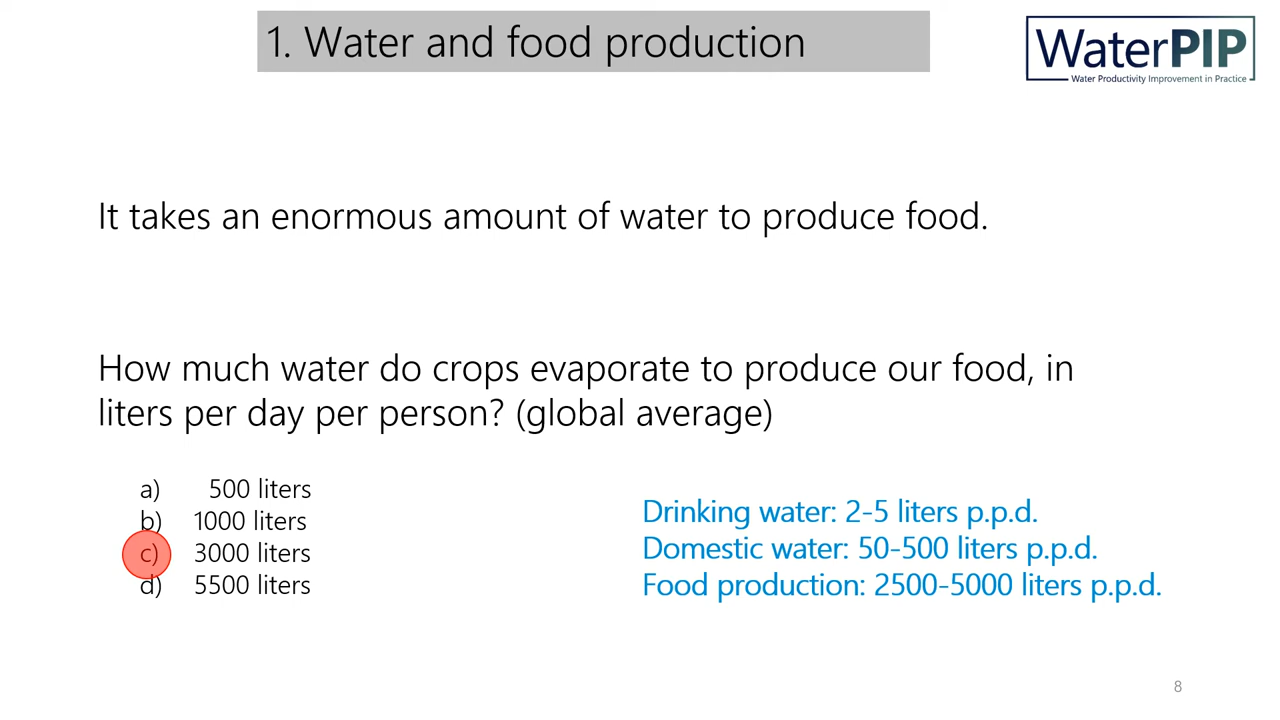 1. Water and food production
WaterPIP
Water Productivity Improvement in Practice
It takes an enormous amount of water to produce food.
How much water do crops evaporate to produce our food, in
liters per day per person? (global average)
a) 500 liters
b) 1000 liters
c) 3000 liters
d) 5500 liters
Drinking water: 2-5 liters p.p.d.
Domestic water: 50-500 liters p.p.d.
Food production: 2500-5000 liters p.p.d.
8